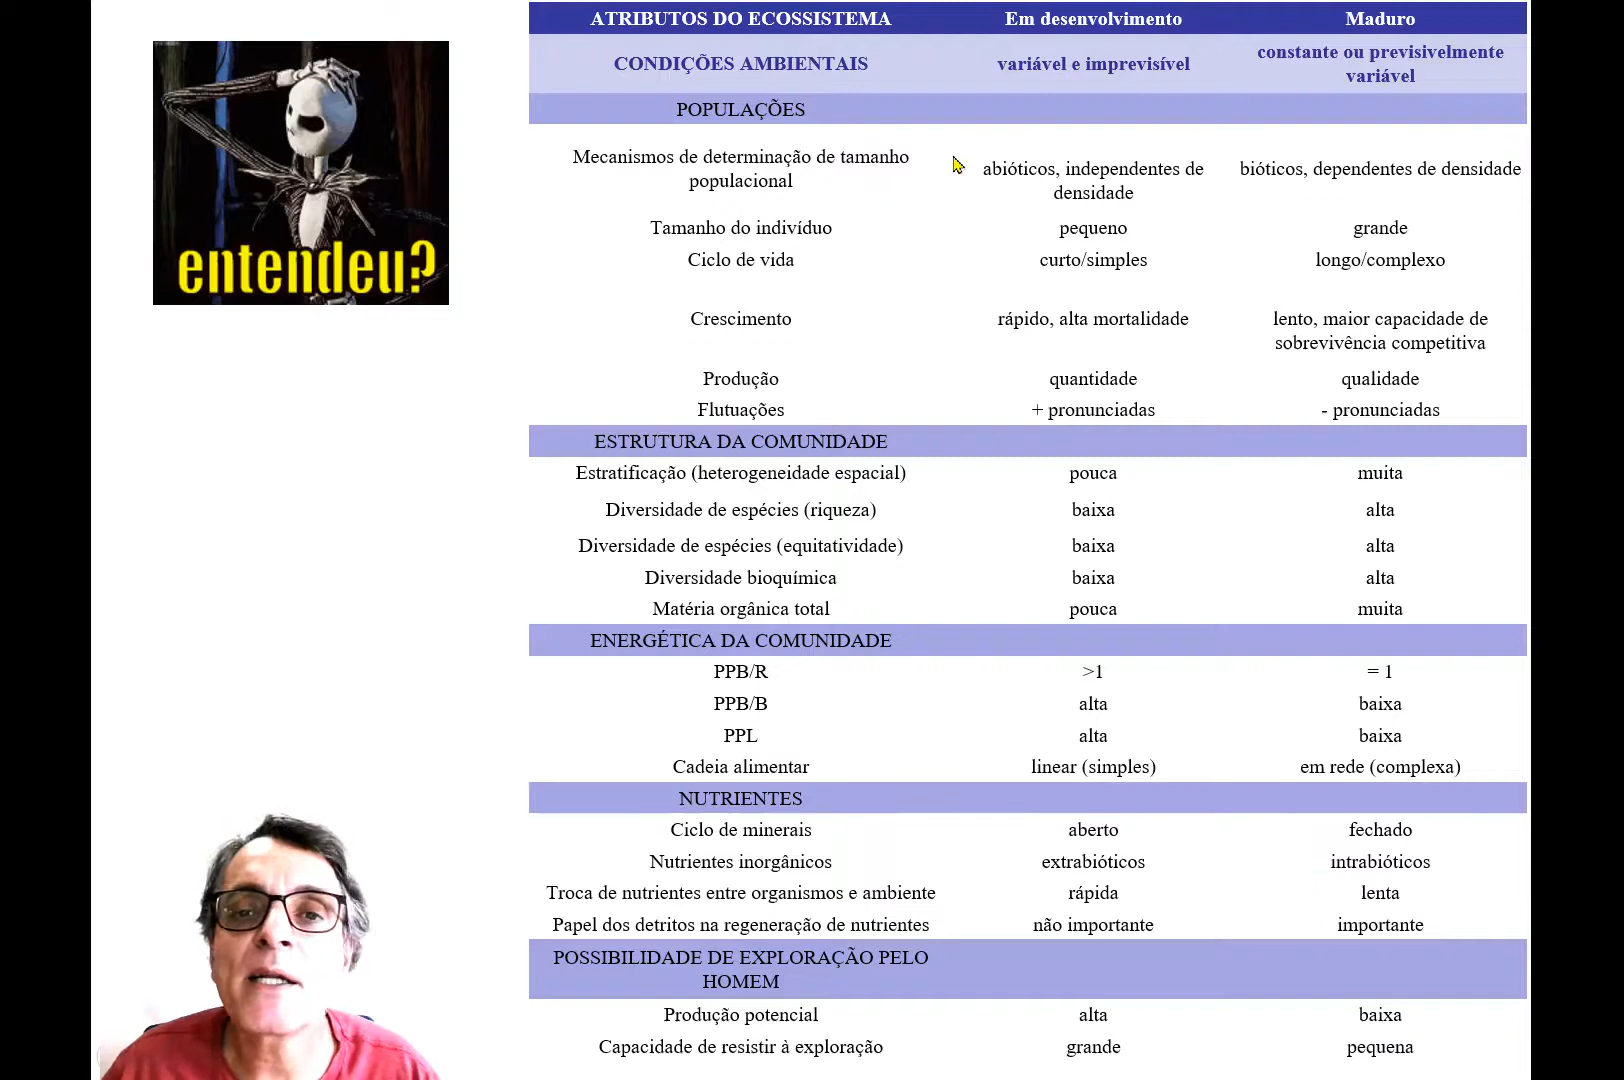 entendeu?
ATRIBUTOS DO ECOSSISTEMA Em desenvolvimento Maduro
CONDIÇÕES AMBIENTAIS variável e imprevisível constante ou previsivelmente
variável
POPULAÇÕES
Mecanismos de determinação de tamanho
populacional
abióticos, independentes de
densidade
bióticos, dependentes de densidade
Tamanho do indivíduo pequeno grande
Ciclo de vida curto/simples longo/complexo
Crescimento rápido, alta mortalidade lento, maior capacidade de
sobrevivência competitiva
Produção quantidade qualidade
Flutuações + pronunciadas - pronunciadas
ESTRUTURA DA COMUNIDADE
Estratificação (heterogeneidade espacial) pouca muita
Diversidade de espécies (riqueza) baixa alta
Diversidade de espécies (equitatividade) baixa alta
Diversidade bioquímica baixa alta
Matéria orgânica total pouca muita
ENERGÉTICA DA COMUNIDADE
PPB/R >1 = 1
PPB/B alta baixa
PPL alta baixa
Cadeia alimentar linear (simples) em rede (complexa)
NUTRIENTES
Ciclo de minerais aberto fechado
Nutrientes inorgânicos extrabióticos intrabióticos
Troca de nutrientes entre organismos e ambiente rápida lenta
Papel dos detritos na regeneração de nutrientes não importante importante
POSSIBILIDADE DE EXPLORAÇÃO PELO
HOMEM
Produção potencial alta baixa
Capacidade de resistir à exploração grande pequena